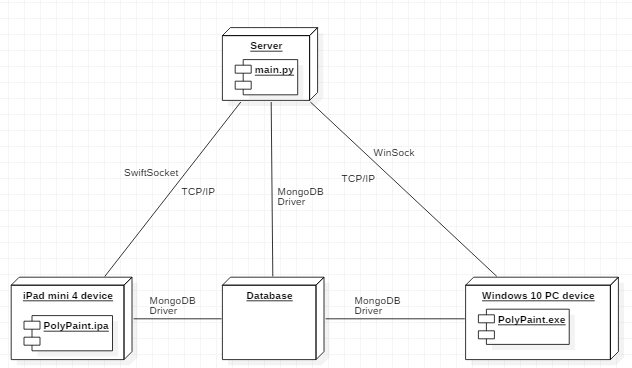 Server
main.py
WinSock
SwiftSocket
TCP/IP
TCP/IP
MongoDB
Driver
iPad mini 4 device
PolyPaint.ipa
MongoDB
Driver
Database
MongoDB
Driver
Windows 10 PC device
PolyPaint.exe